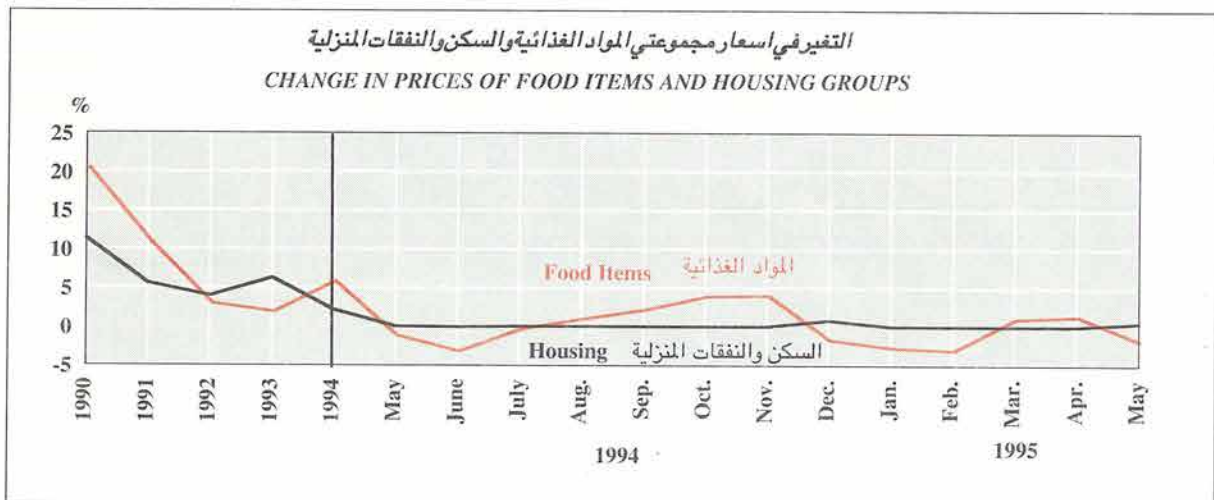 التغير في اسعار مجموعتي المواد الغذائية والسكن والنفقات المنزلية
CHANGE IN PRICES OF FOOD ITEMS AND HOUSING GROUPS
%
25
20
15
10
5
0
-5
Food Items المواد الغذائية
Housing السكن والنفقات المنزلية
1990
1991
1992
1993
1994
May
June
July
Aug.
Sep.
Oct.
Nov.
Dec.
Jan.
Feb.
Mar.
Apr.
May
1994
1995